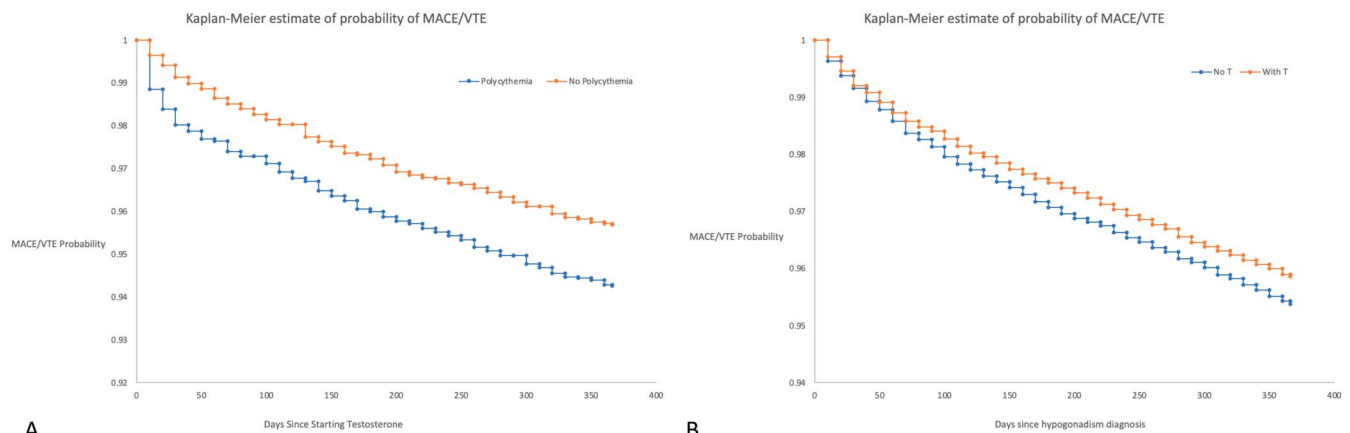 Kaplan-Meier estimate of probability of MACE/VTE
1
0.99
0.98
0.97
0.96
0.95
0.94
0.93
0.92
MACE/VTE Probability
Polycythemia No Polycythemia
0 50 100 150 200 250 300 350 400
Days Since Starting Testosterone
A
Kaplan-Meier estimate of probability of MACE/VTE
1
0.99
0.98
0.97
0.96
0.95
0.94
MACE/VTE Probability
No T With T
0 50 100 150 200 250 300 350 400
Days since hypogonadism diagnosis
B